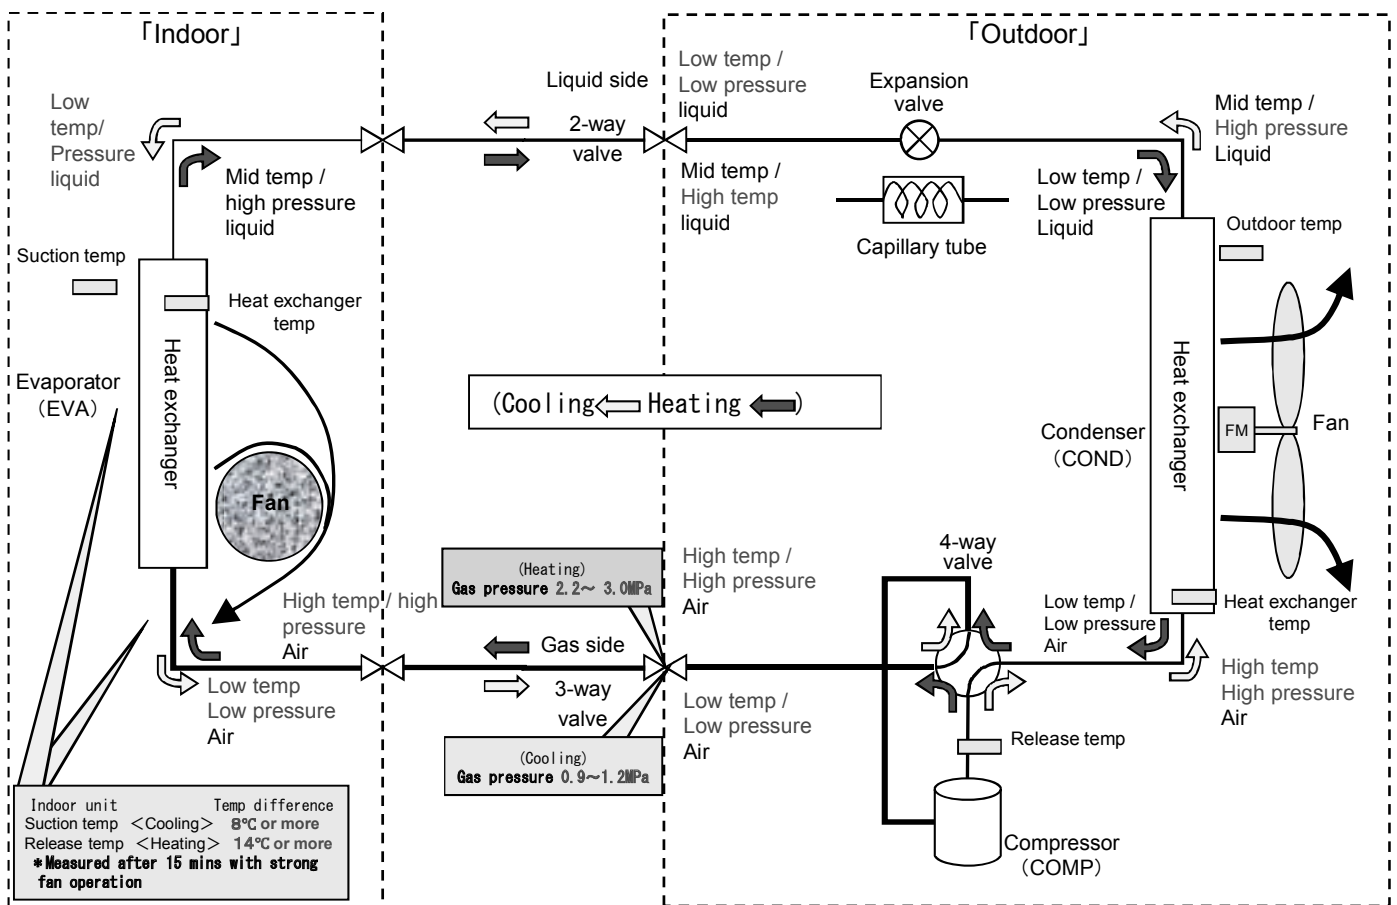 「Indoor」
「Outdoor」
Low
temp/
Pressure
liquid
Liquid side
2-way
valve
Low temp /
Low pressure
liquid
Expansion
valve
Mid temp /
High pressure
Liquid
Mid temp /
high pressure
liquid
Mid temp /
High temp
liquid
Capillary tube
Low temp /
Low pressure
Liquid
Suction temp
Outdoor temp
Heat exchanger
temp
Heat exchanger
Evaporator
（EVA）
Fan
(Cooling Heating )
Condenser
（COND）
Heat exchanger
FM
Fan
(Heating)
Gas pressure 2.2～ 3.0MPa
High temp /
High pressure
Air
4-way
valve
Low temp /
Low pressure
Air
Heat exchanger
temp
High temp / high
pressure
Air
Gas side
3-way
valve
Low temp
Low pressure
Air
Low temp /
Low pressure
Air
High temp
High pressure
Air
(Cooling)
Gas pressure 0.9～1.2MPa
Release temp
Compressor
（COMP）
Indoor unit Temp difference
Suction temp ＜Cooling＞ 8℃ or more
Release temp ＜Heating＞ 14℃ or more
*Measured after 15 mins with strong
fan operation